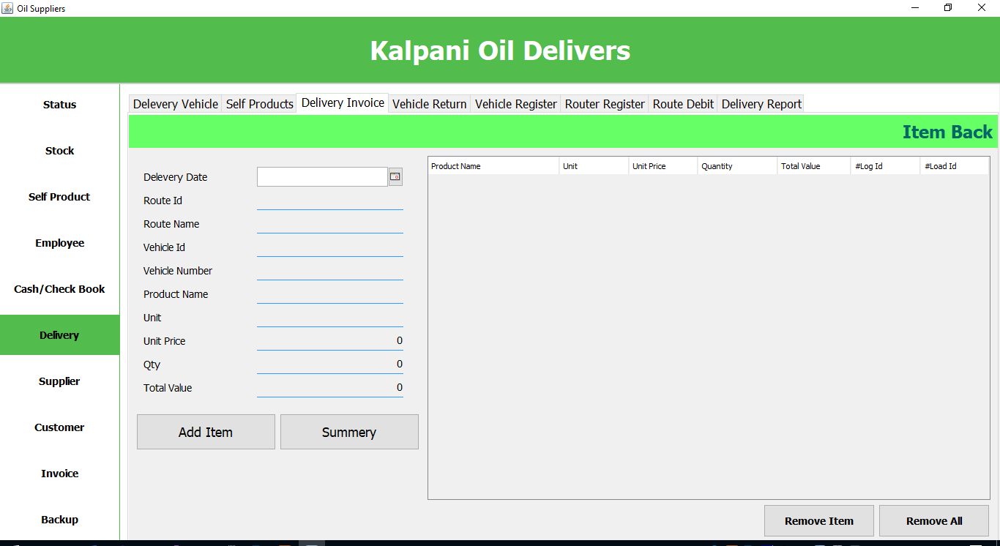 Oil Suppliers
Kalpani Oil Delivers
Status
Stock
Self Product
Employee
Cash/Check Book
Delivery
Supplier
Customer
Invoice
Backup
Delevery Vehicle Self Products Delivery Invoice Vehicle Return Vehicle Register Router Register Route Debit Delivery Report
Item Back
Delevery Date
Route Id
Route Name
Vehicle Id
Vehicle Number
Product Name
Unit
Unit Price 0
Qty 0
Total Value 0
Add Item Summery
Product Name Unit Unit Price Quantity Total Value #Log Id #Load Id
Remove Item Remove All